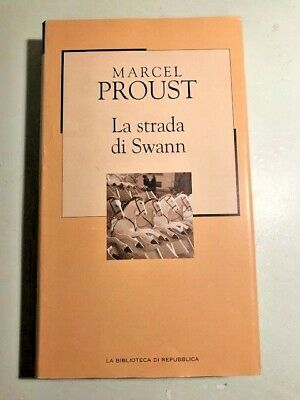 MARCEL
PROUST
La strada
di Swann
LA BIBLIOTECA DI REPUBBLICA